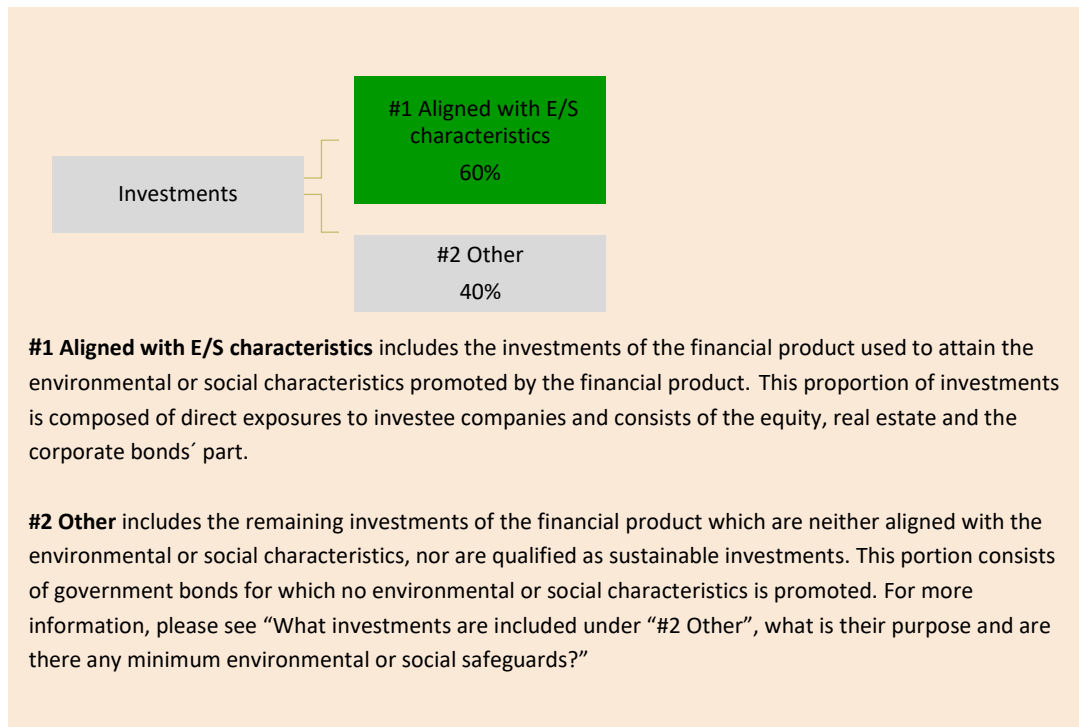 #1 Aligned with E/S
characteristics
60%
Investments
#2 Other
40%
#1 Aligned with E/S characteristics includes the investments of the financial product used to attain the
environmental or social characteristics promoted by the financial product. This proportion of investments
is composed of direct exposures to investee companies and consists of the equity, real estate and the
corporate bonds´ part.
#2 Other includes the remaining investments of the financial product which are neither aligned with the
environmental or social characteristics, nor are qualified as sustainable investments. This portion consists
of government bonds for which no environmental or social characteristics is promoted. For more
information, please see “What investments are included under “#2 Other”, what is their purpose and are
there any minimum environmental or social safeguards?”